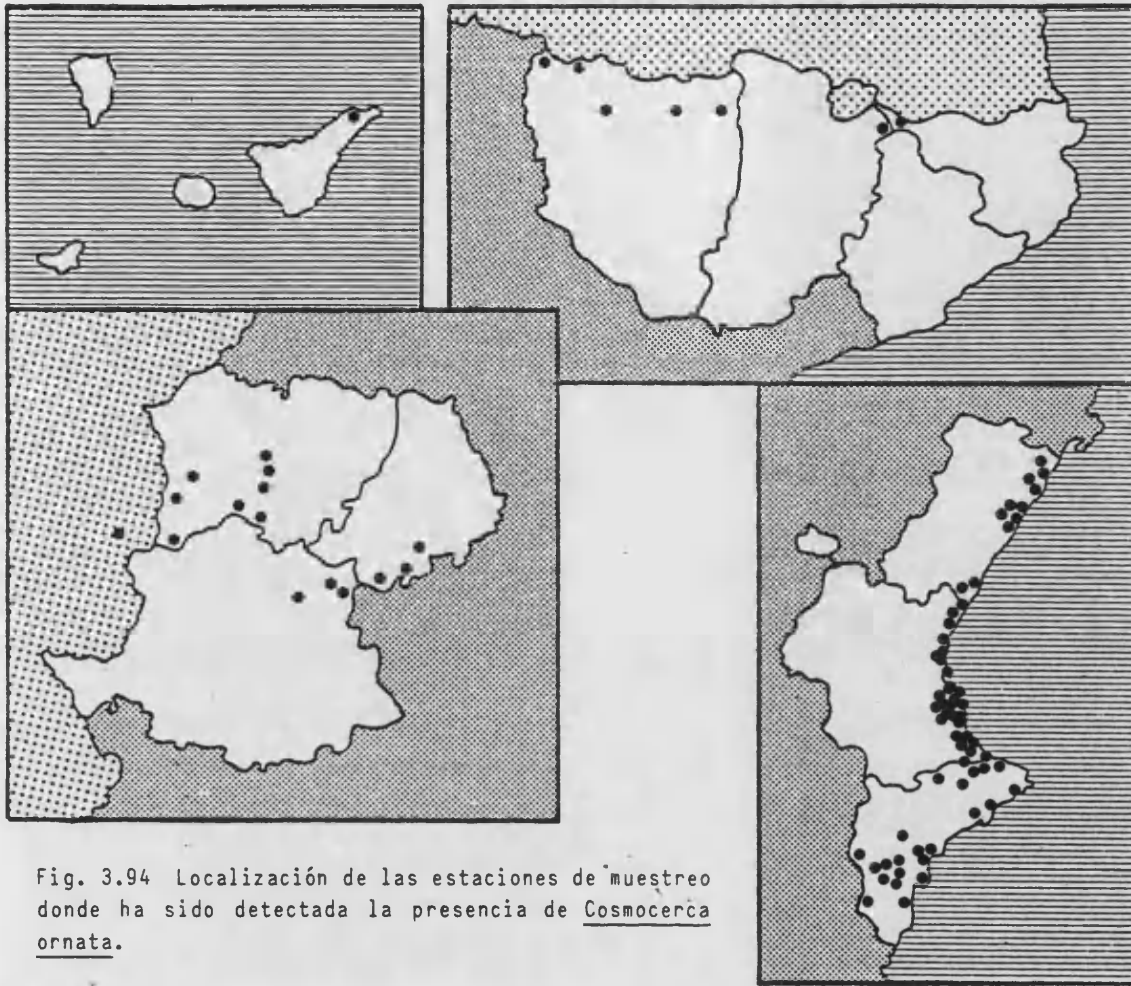 Fig. 3.94 Localización de las estaciones de muestreo
donde ha sido detectada la presencia de Cosmocerca
ornata.